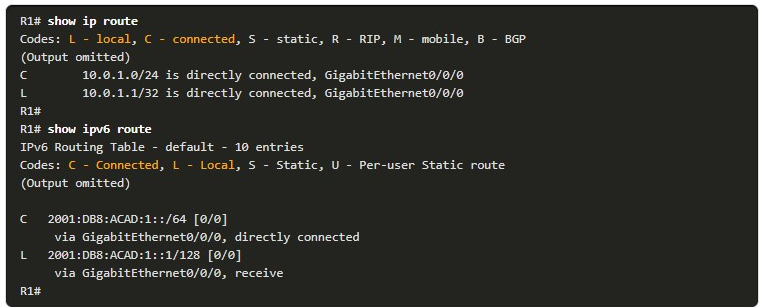 R1# show ip route
Codes: L - local, C - connected, S - static, R - RIP, M - mobile, B - BGP
(Output omitted)
C        10.0.1.0/24 is directly connected, GigabitEthernet0/0/0
L        10.0.1.1/32 is directly connected, GigabitEthernet0/0/0
R1#
R1# show ipv6 route
IPv6 Routing Table - default - 10 entries
Codes: C - Connected, L - Local, S - Static, U - Per-user Static route
(Output omitted)
C   2001:DB8:ACAD:1::/64 [0/0]
     via GigabitEthernet0/0/0, directly connected
L   2001:DB8:ACAD:1::1/128 [0/0]
     via GigabitEthernet0/0/0, receive
R1#